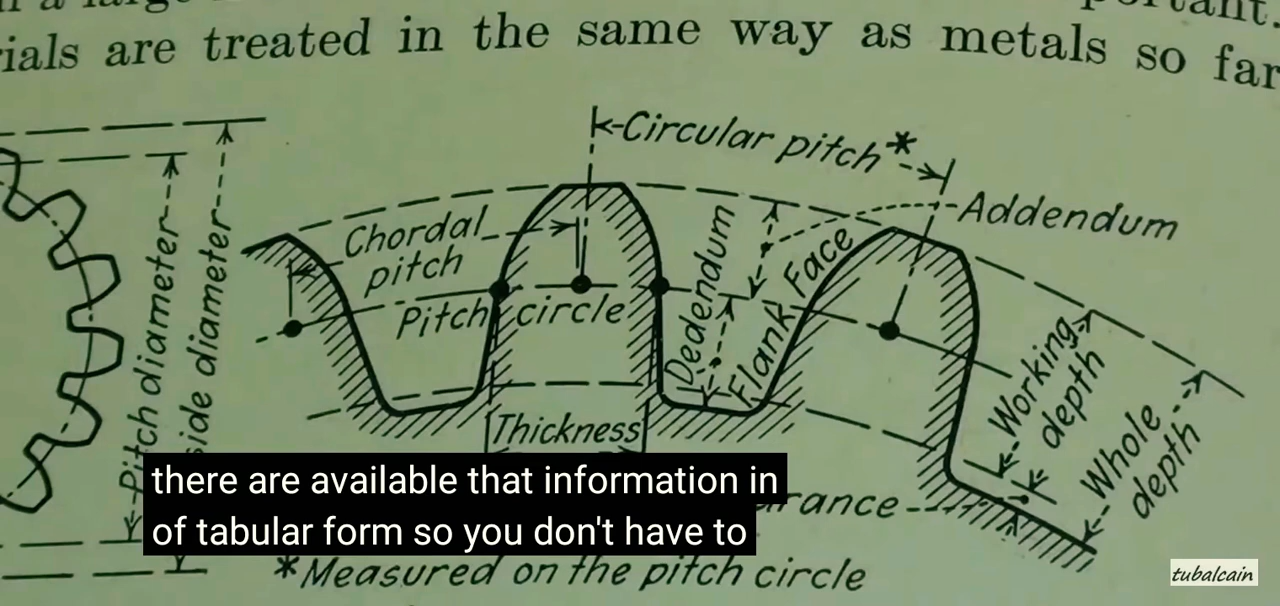 rials are treated in the same way as metals so far
Circular pitch*
Addendum
Chordal
pitch
Pitch circle
Dedendum
Flank Face
Thickness
Working
depth
Whole
depth
Pitch diameter
side diameter
rance
*Measured on the pitch circle
there are available that information in
of tabular form so you don't have to
tubalcain